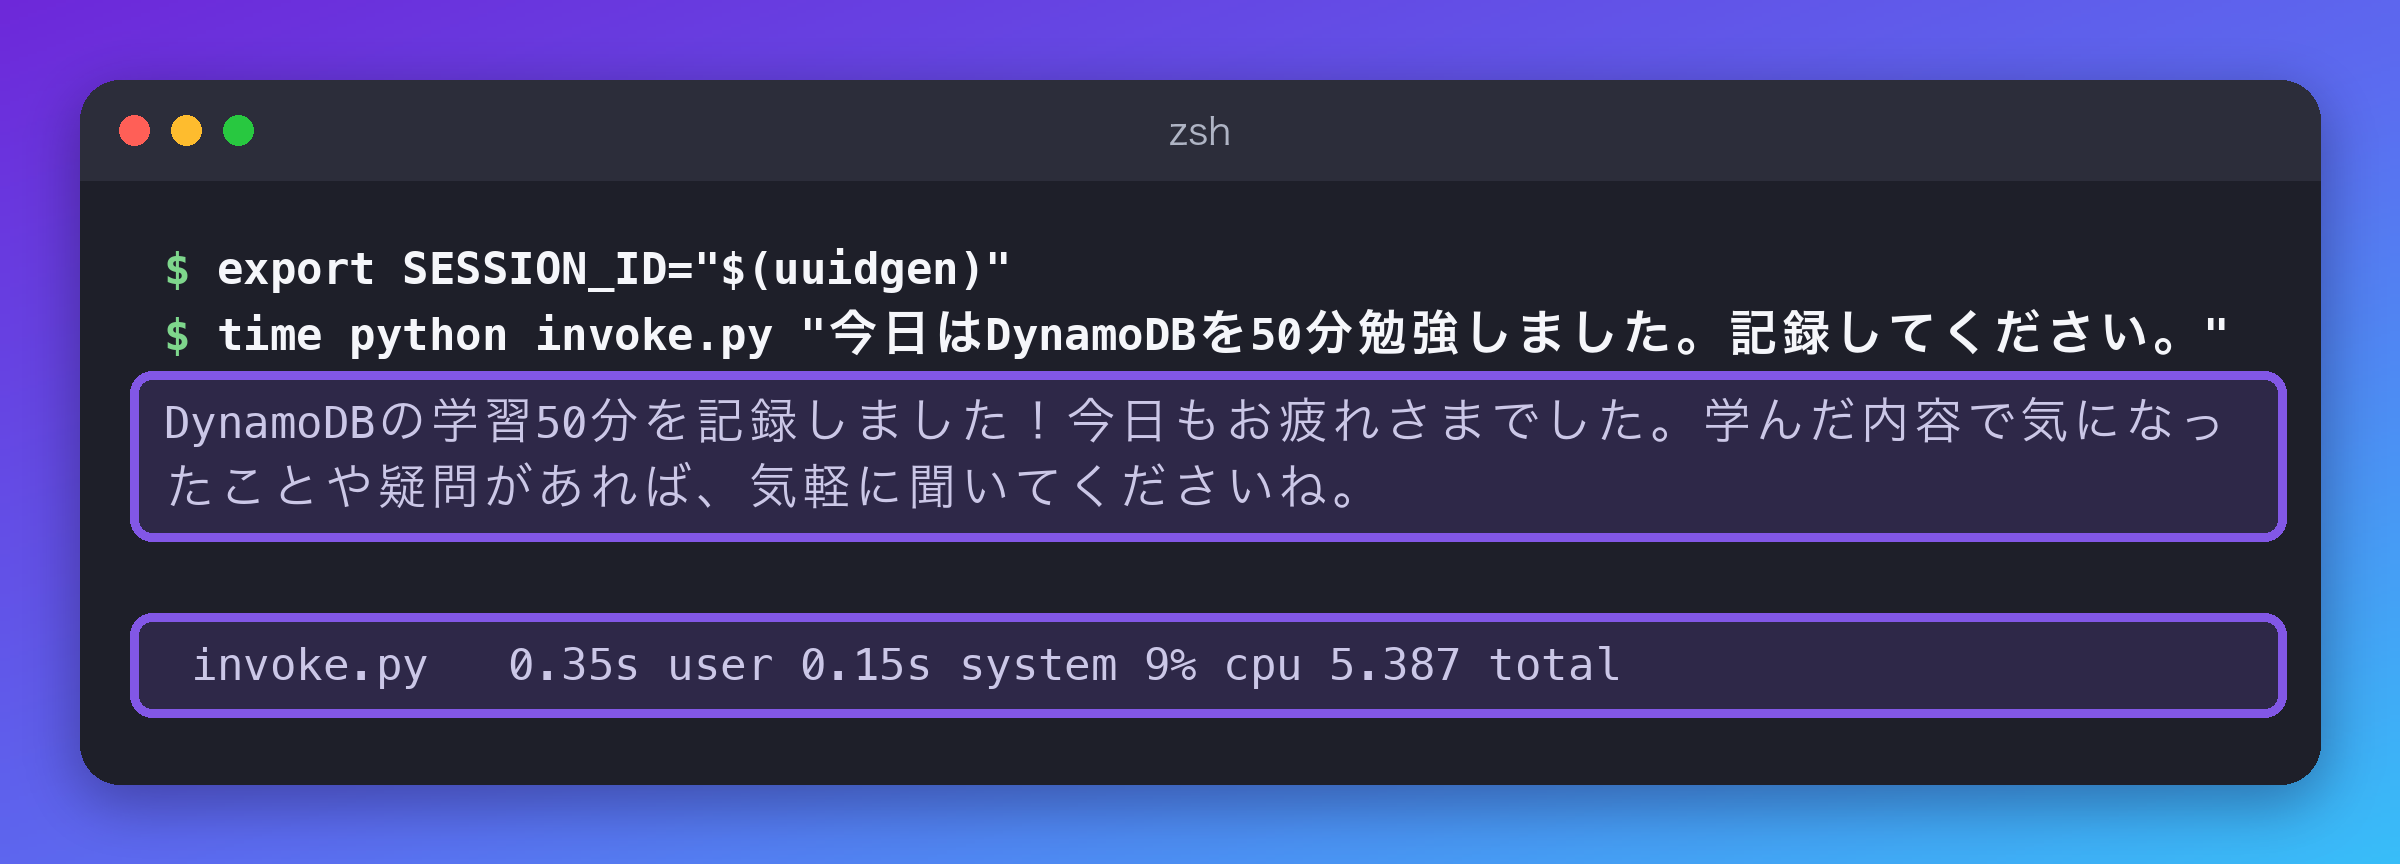 zsh
$ export SESSION_ID="$(uuidgen)"
$ time python invoke.py "今日はDynamoDBを50分勉強しました。記録してください。"
DynamoDBの学習50分を記録しました！今日もお疲れさまでした。学んだ内容で気になっ
たことや疑問があれば、気軽に聞いてくださいね。
invoke.py   0.35s user 0.15s system 9% cpu 5.387 total